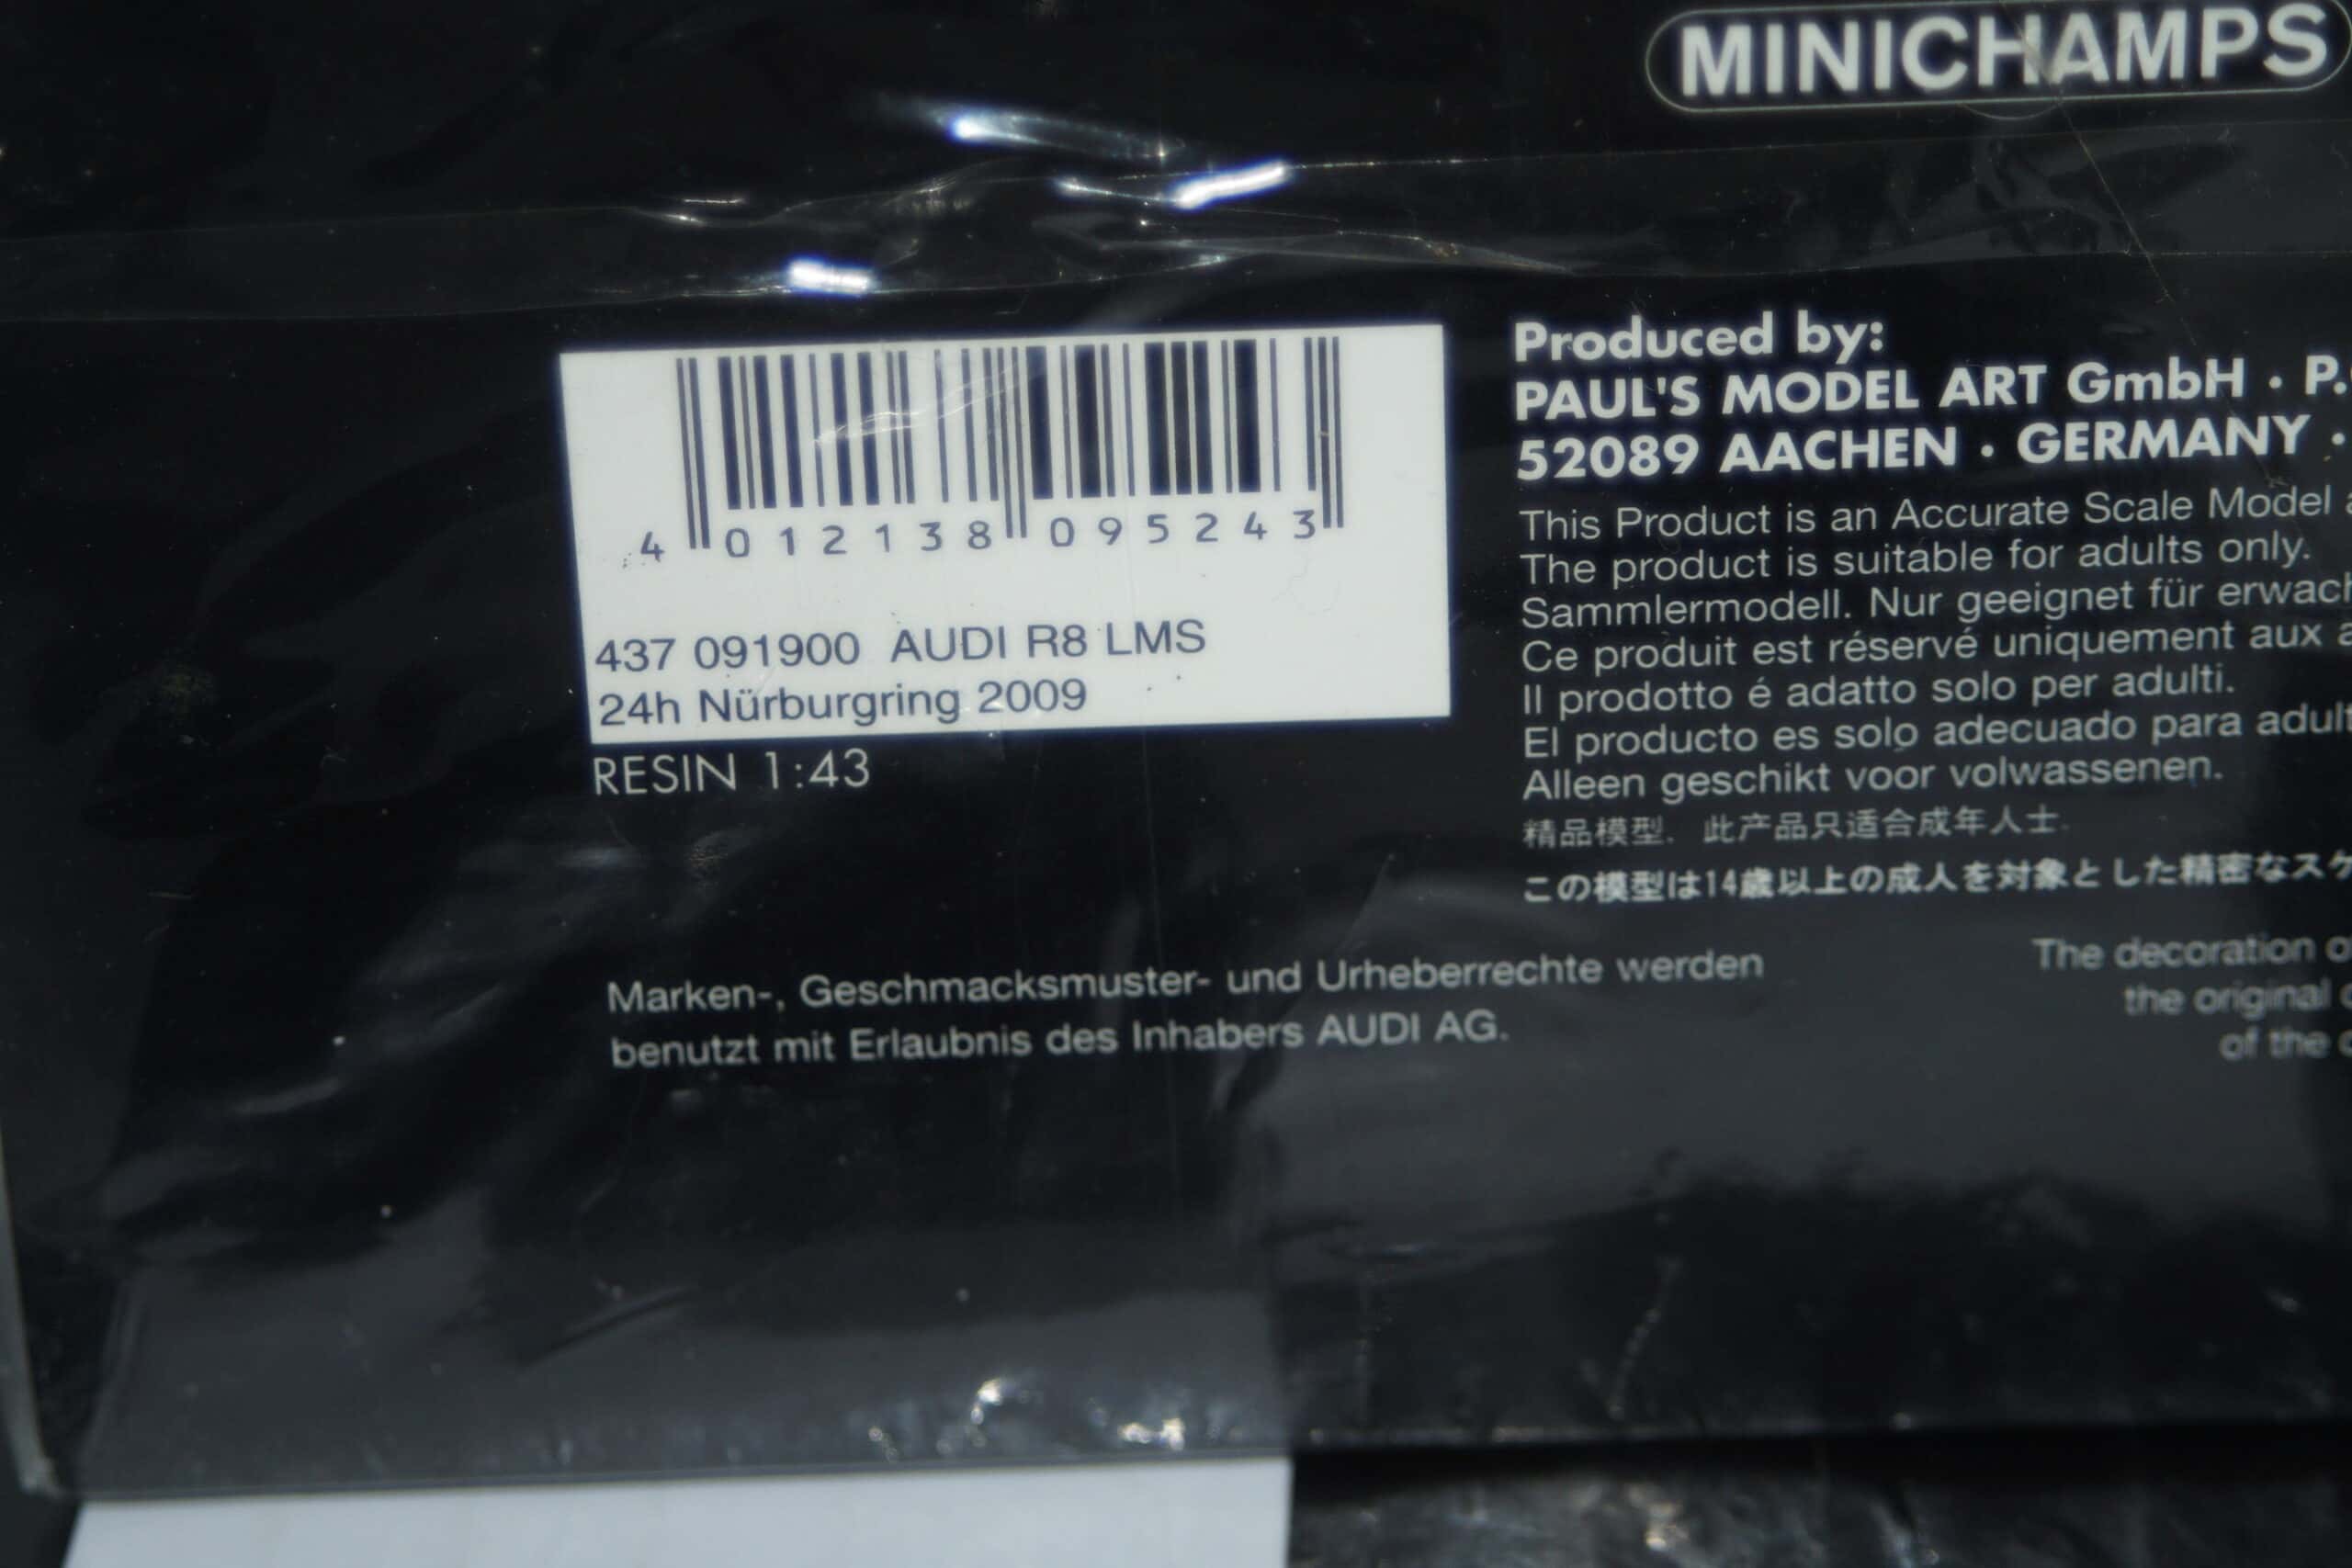 MINICHAMPS
4 012138 095243
437 091900 AUDI R8 LMS
24h Nürburgring 2009
RESIN 1:43
Produced by:
PAUL'S MODEL ART GmbH · P.
52089 AACHEN · GERMANY ·
This Product is an Accurate Scale Model
The product is suitable for adults only.
Sammlermodell. Nur geeignet für erwach
Ce produit est réservé uniquement aux a
Il prodotto é adatto solo per adulti.
El producto es solo adecuado para adult
Alleen geschikt voor volwassenen.
精品模型. 此产品只适合成年人士.
この模型は14歳以上の成人を対象とした精密なスケ
Marken-, Geschmacksmuster- und Urheberrechte werden
benutzt mit Erlaubnis des Inhabers AUDI AG.
The decoration o
the original
of the